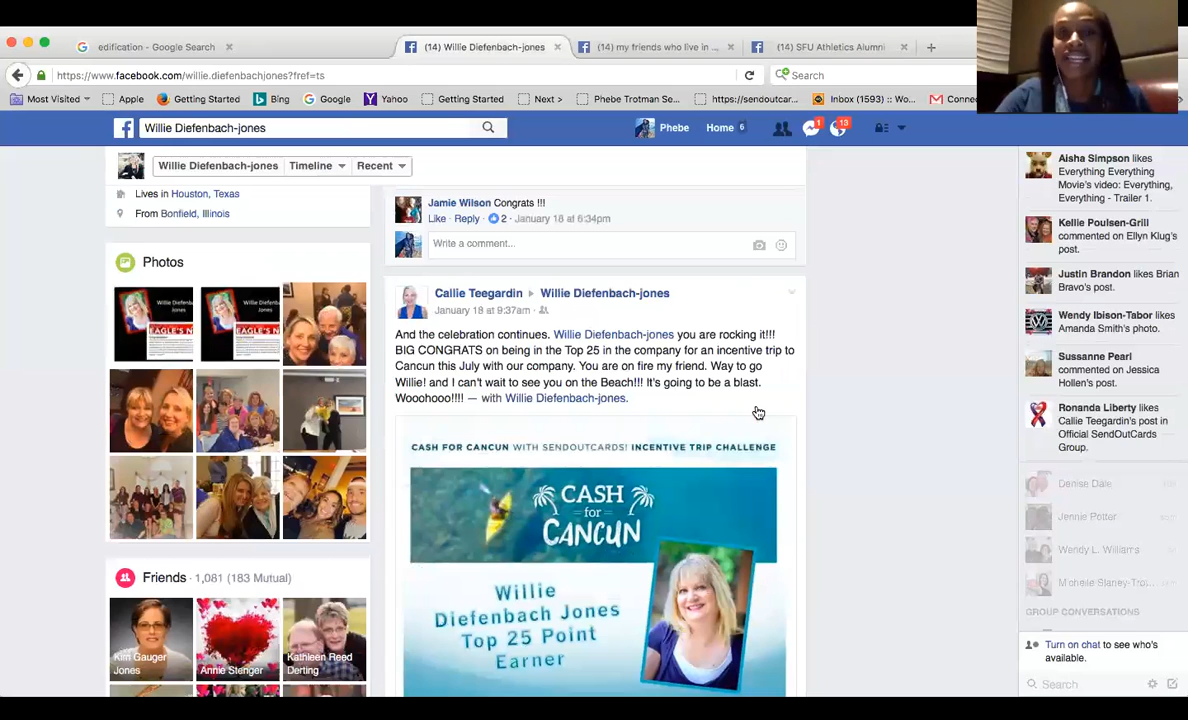 edification - Google Search
(14) Willie Diefenbach-jones
(14) my friends who live in ...
(14) SFU Athletics Alumni
https://www.facebook.com/willie.diefenbachjones?fref=ts
Search
Most Visited
Apple
Getting Started
Bing
Google
Yahoo
Getting Started
Next >
Phebe Trotman Se...
https://sendoutcar...
Inbox (1593) :: Wo...
Willie Diefenbach-jones
Phebe
Home 6
1
13
Willie Diefenbach-jones
Timeline
Recent
Lives in Houston, Texas
From Bonfield, Illinois
Photos
EAGLE'S
EAGLE'S
Friends · 1,081 (183 Mutual)
Kim Gauger
Jones
Annie Stenger
Kathleen Reed
Derting
Jamie Wilson Congrats !!!
Like · Reply · 2 · January 18 at 6:34pm
Write a comment...
Callie Teegardin ▸ Willie Diefenbach-jones
January 18 at 9:37am ·
And the celebration continues. Willie Diefenbach-jones you are rocking it!!!
BIG CONGRATS on being in the Top 25 in the company for an incentive trip to
Cancun this July with our company. You are on fire my friend. Way to go
Willie! and I can't wait to see you on the Beach!!! It's going to be a blast.
Wooohooo!!!! — with Willie Diefenbach-jones.
CASH FOR CANCUN WITH SENDOUTCARDS! INCENTIVE TRIP CHALLENGE
CASH
for
CANCUN
Willie
Diefenbach Jones
Top 25 Point
Earner
Aisha Simpson likes
Everything Everything
Movie's video: Everything,
Everything - Trailer 1.
Kellie Poulsen-Grill
commented on Ellyn Klug's
post.
Justin Brandon likes Brian
Bravo's post.
Wendy Ibison-Tabor likes
Amanda Smith's photo.
Sussanne Pearl
commented on Jessica
Hollen's post.
Ronanda Liberty likes
Callie Teegardin's post in
Official SendOutCards
Group.
Denise Dale
Jennie Potter
Wendy L. Williams
Michelle Slaney-Tro...
GROUP CONVERSATIONS
Turn on chat to see who's
available.
Search